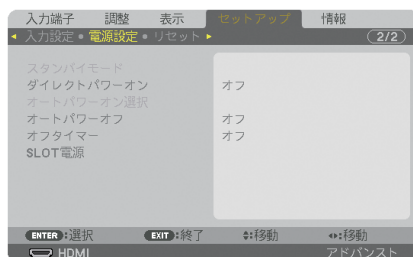 入力端子 調整 表示 セットアップ 情報
入力設定 • 電源設定 • リセット 2/2
スタンバイモード
ダイレクトパワーオン オフ
オートパワーオン選択
オートパワーオフ オフ
オフタイマー オフ
SLOT電源
ENTER:選択 EXIT:終了 :移動 :移動
HDMI アドバンスト